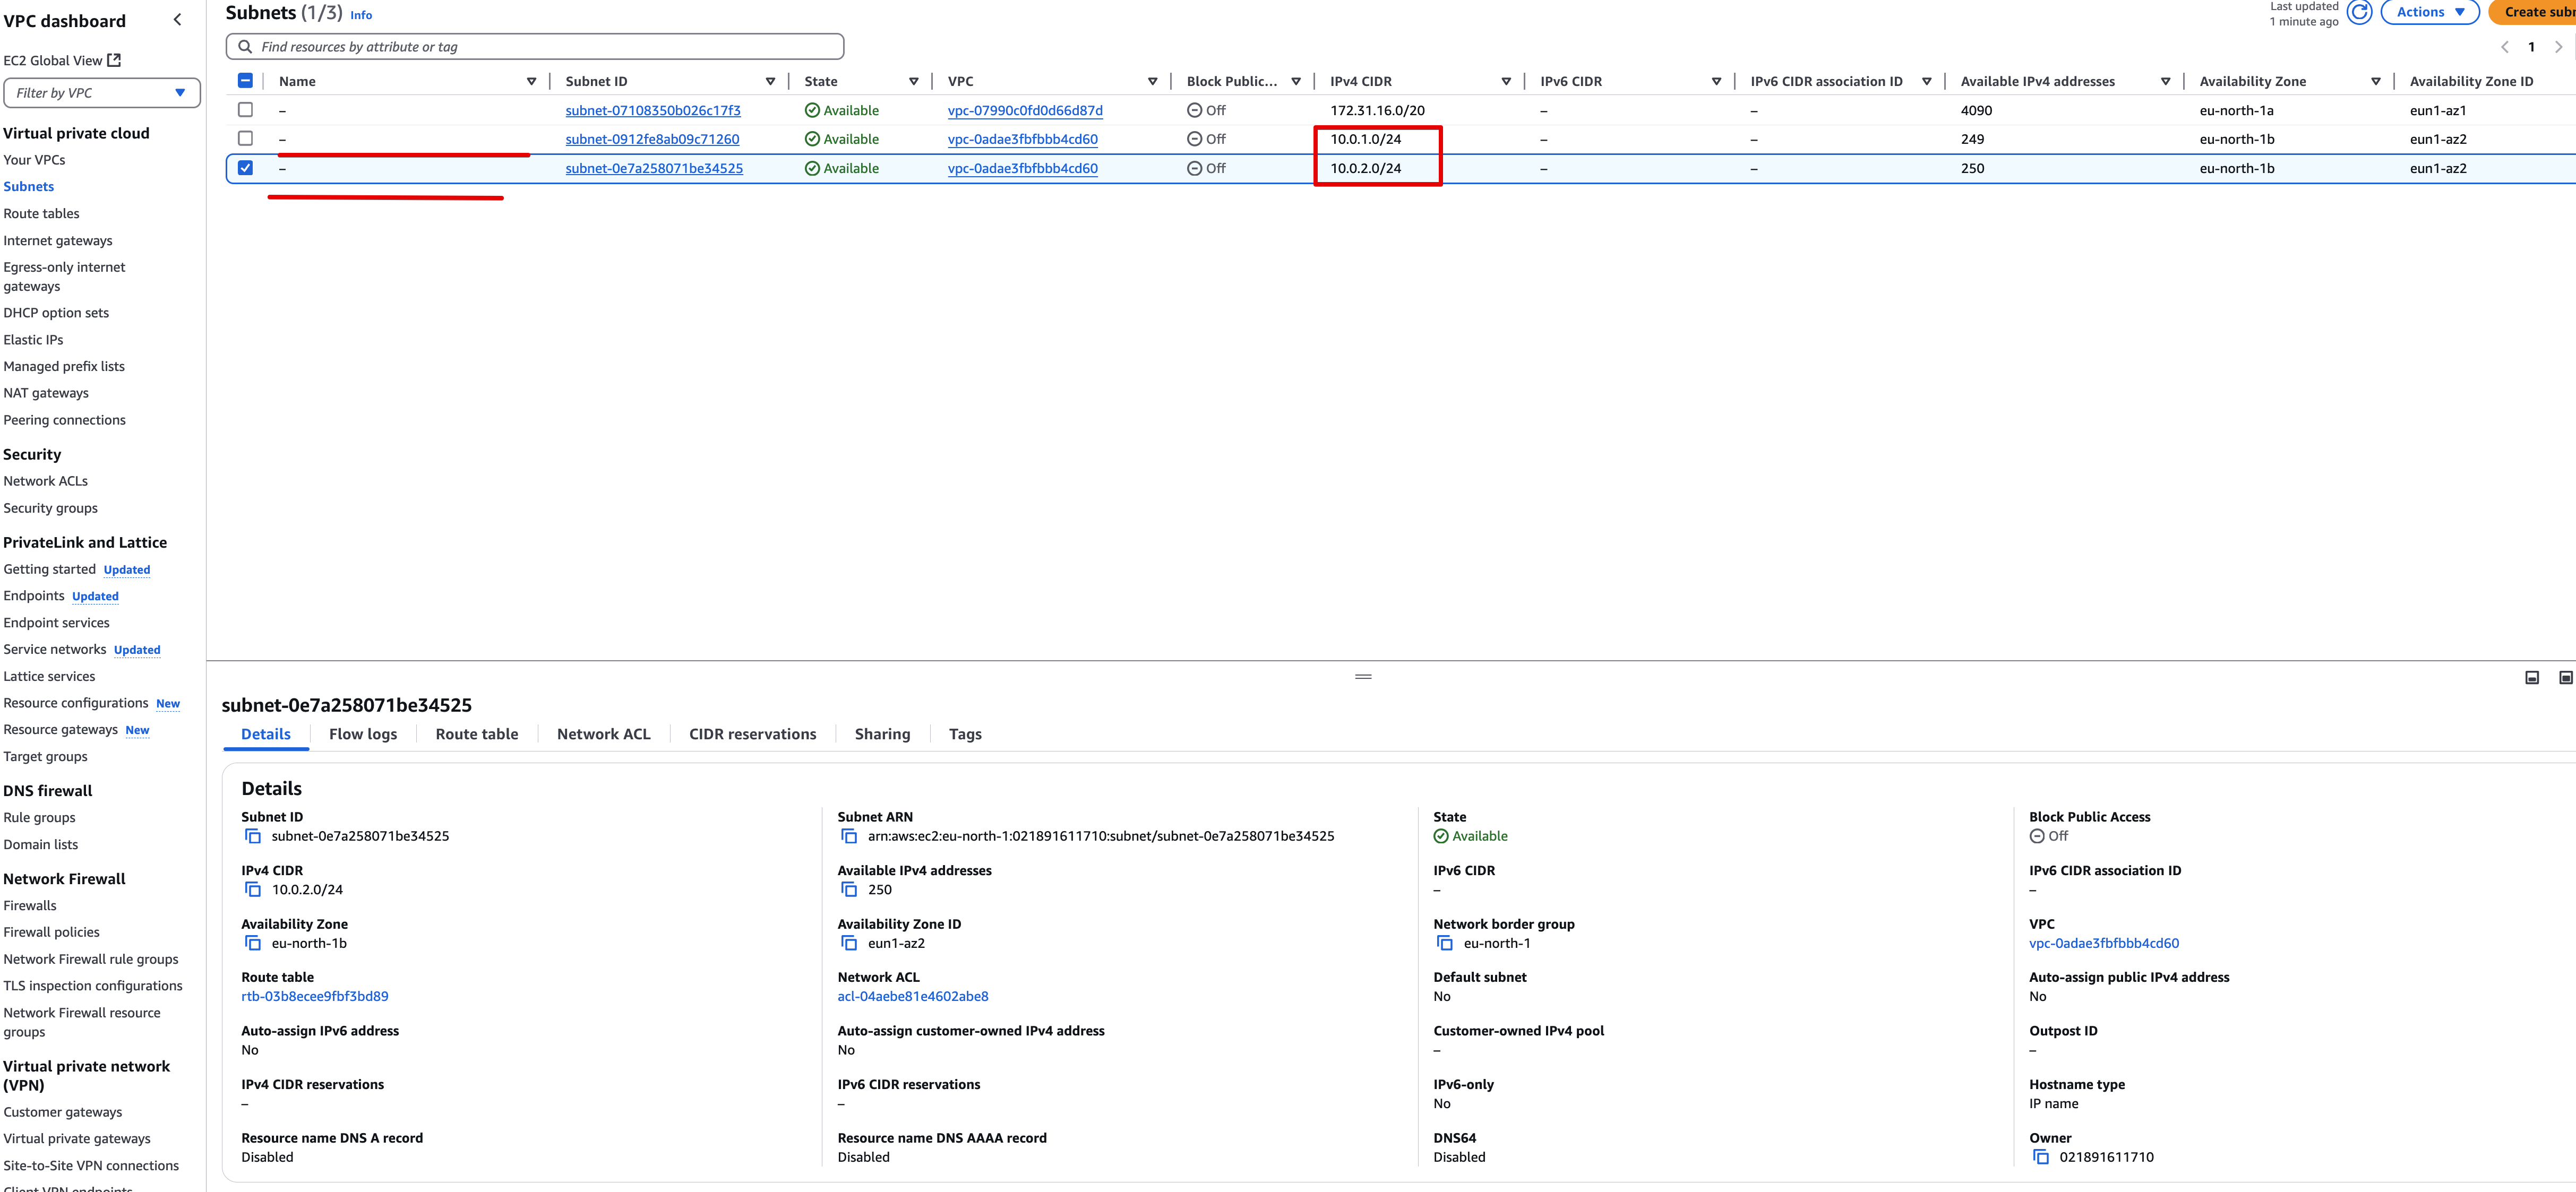 VPC dashboard
EC2 Global View
Filter by VPC
Virtual private cloud
Your VPCs
Subnets
Route tables
Internet gateways
Egress-only internet
gateways
DHCP option sets
Elastic IPs
Managed prefix lists
NAT gateways
Peering connections
Security
Network ACLs
Security groups
PrivateLink and Lattice
Getting started Updated
Endpoints Updated
Endpoint services
Service networks Updated
Lattice services
Resource configurations New
Resource gateways New
Target groups
DNS firewall
Rule groups
Domain lists
Network Firewall
Firewalls
Firewall policies
Network Firewall rule groups
TLS inspection configurations
Network Firewall resource
groups
Virtual private network
(VPN)
Customer gateways
Virtual private gateways
Site-to-Site VPN connections
Client VPN endpoints
Subnets (1/3) Info
Last updated
1 minute ago
Actions
Create subn
Find resources by attribute or tag
1
Name Subnet ID State VPC Block Public... IPv4 CIDR IPv6 CIDR IPv6 CIDR association ID Available IPv4 addresses Availability Zone Availability Zone ID
– subnet-07108350b026c17f3 Available vpc-07990c0fd0d66d87d Off 172.31.16.0/20 – – 4090 eu-north-1a eun1-az1
– subnet-0912fe8ab09c71260 Available vpc-0adae3fbfbbb4cd60 Off 10.0.1.0/24 – – 249 eu-north-1b eun1-az2
– subnet-0e7a258071be34525 Available vpc-0adae3fbfbbb4cd60 Off 10.0.2.0/24 – – 250 eu-north-1b eun1-az2
subnet-0e7a258071be34525
Details Flow logs Route table Network ACL CIDR reservations Sharing Tags
Details
Subnet ID Subnet ARN State Block Public Access
subnet-0e7a258071be34525 arn:aws:ec2:eu-north-1:021891611710:subnet/subnet-0e7a258071be34525 Available Off
IPv4 CIDR Available IPv4 addresses IPv6 CIDR IPv6 CIDR association ID
10.0.2.0/24 250 – –
Availability Zone Availability Zone ID Network border group VPC
eu-north-1b eun1-az2 eu-north-1 vpc-0adae3fbfbbb4cd60
Route table Network ACL Default subnet Auto-assign public IPv4 address
rtb-03b8ecee9fbf3bd89 acl-04aebe81e4602abe8 No No
Auto-assign IPv6 address Auto-assign customer-owned IPv4 address Customer-owned IPv4 pool Outpost ID
No No – –
IPv4 CIDR reservations IPv6 CIDR reservations IPv6-only Hostname type
– – No IP name
Resource name DNS A record Resource name DNS AAAA record DNS64 Owner
Disabled Disabled Disabled 021891611710